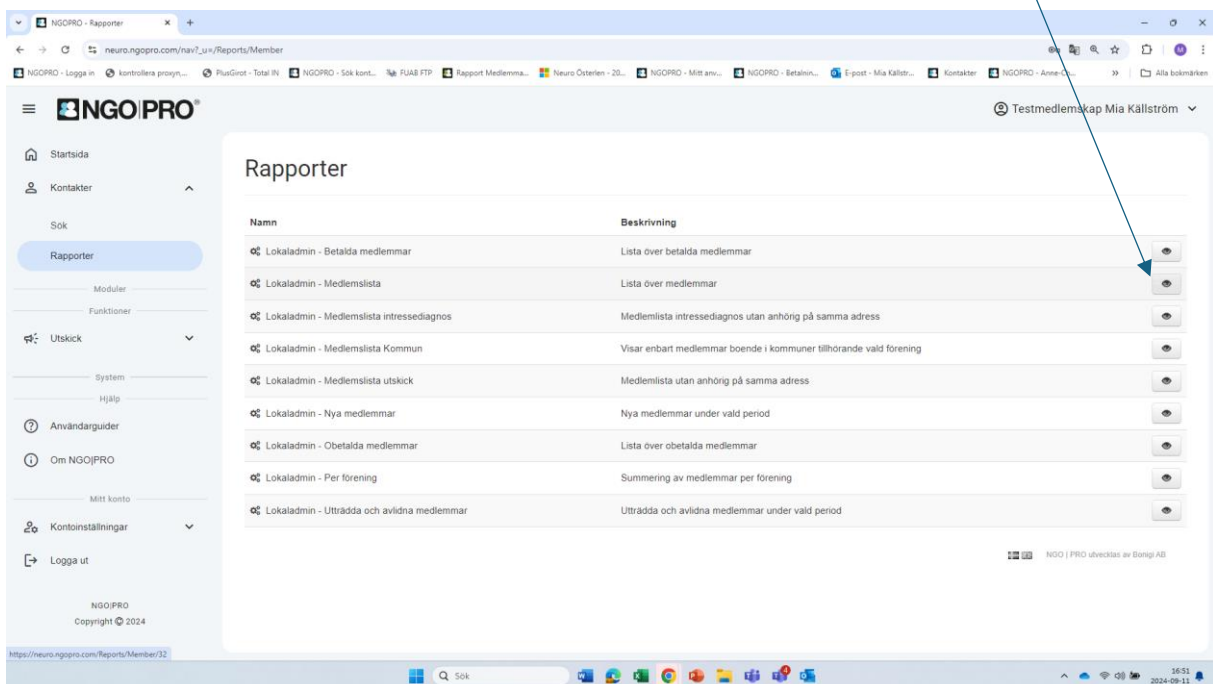 NGOPRO - Rapporter
neuro.ngopro.com/nav?_u=/Reports/Member
NGOPRO - Logga in kontrollera proxyn,... PlusGirot - Total IN NGOPRO - Sök kont... FUAB FTP Rapport Medlemma... Neuro Österlen - 20... NGOPRO - Mitt anv... NGOPRO - Betalnin... E-post - Mia Källstr... Kontakter NGOPRO - Anne-Ch... » Alla bokmärken
NGO|PRO®
Testmedlemskap Mia Källström
Startsida
Kontakter
Sök
Rapporter
Moduler
Funktioner
Utskick
System
Hjälp
Användarguider
Om NGO|PRO
Mitt konto
Kontoinställningar
Logga ut
NGO|PRO
Copyright © 2024
Rapporter
Namn Beskrivning
Lokaladmin - Betalda medlemmar Lista över betalda medlemmar
Lokaladmin - Medlemslista Lista över medlemmar
Lokaladmin - Medlemslista intressediagnos Medlemlista intressediagnos utan anhörig på samma adress
Lokaladmin - Medlemslista Kommun Visar enbart medlemmar boende i kommuner tillhörande vald förening
Lokaladmin - Medlemslista utskick Medlemlista utan anhörig på samma adress
Lokaladmin - Nya medlemmar Nya medlemmar under vald period
Lokaladmin - Obetalda medlemmar Lista över obetalda medlemmar
Lokaladmin - Per förening Summering av medlemmar per förening
Lokaladmin - Utträdda och avlidna medlemmar Utträdda och avlidna medlemmar under vald period
NGO | PRO utvecklas av Bonigi AB
https://neuro.ngopro.com/Reports/Member/32
Sök
4
16:51
2024-09-11